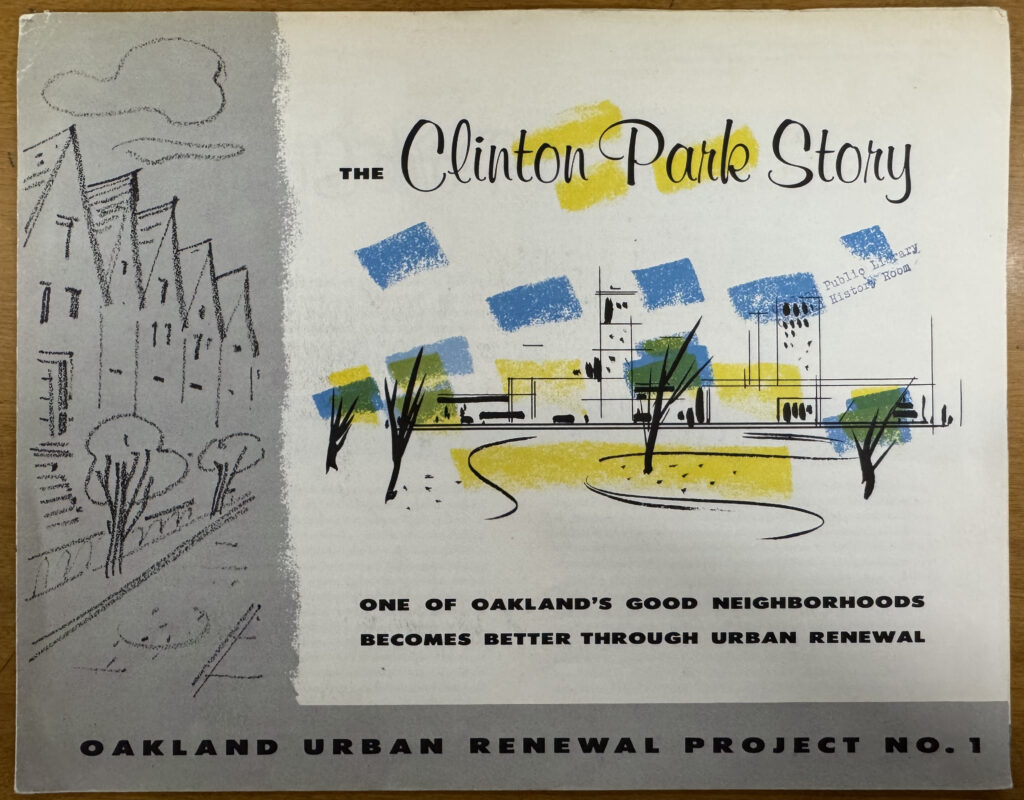 THE Clinton Park Story
Public Library
History Room
ONE OF OAKLAND'S GOOD NEIGHBORHOODS
BECOMES BETTER THROUGH URBAN RENEWAL
OAKLAND URBAN RENEWAL PROJECT NO. 1